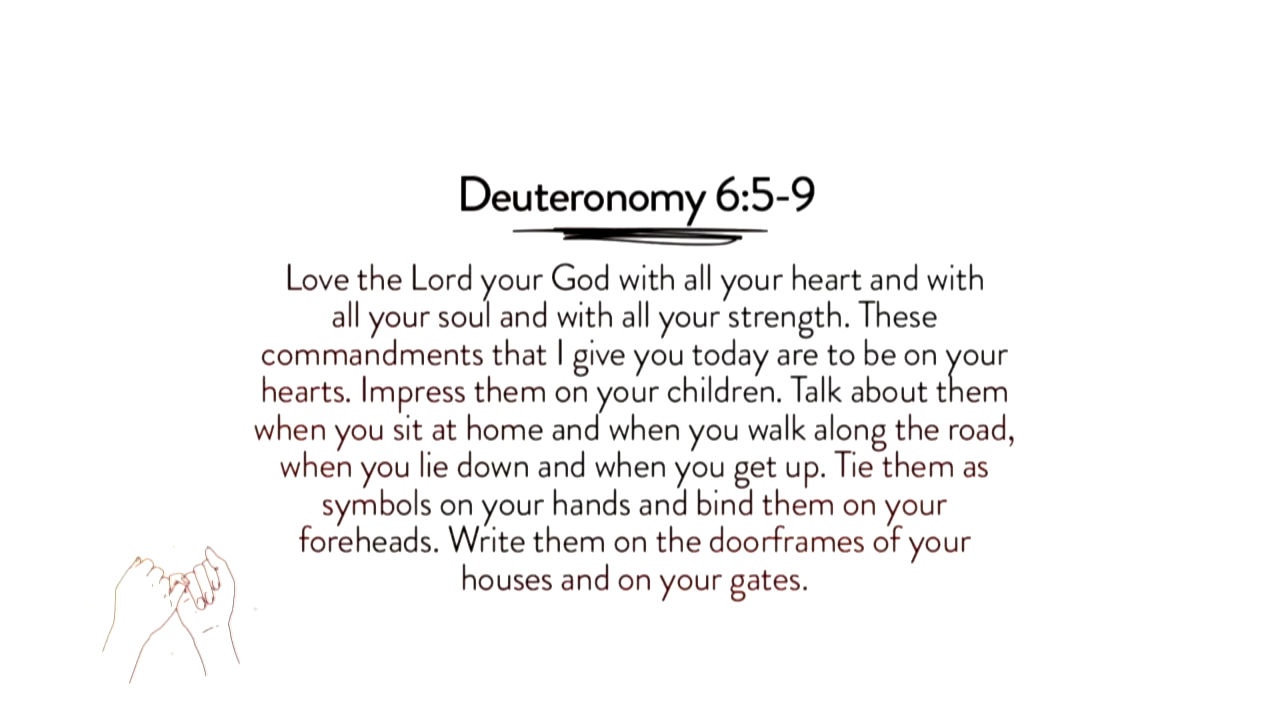 Deuteronomy 6:5-9
Love the Lord your God with all your heart and with
all your soul and with all your strength. These
commandments that I give you today are to be on your
hearts. Impress them on your children. Talk about them
when you sit at home and when you walk along the road,
when you lie down and when you get up. Tie them as
symbols on your hands and bind them on your
foreheads. Write them on the doorframes of your
houses and on your gates.